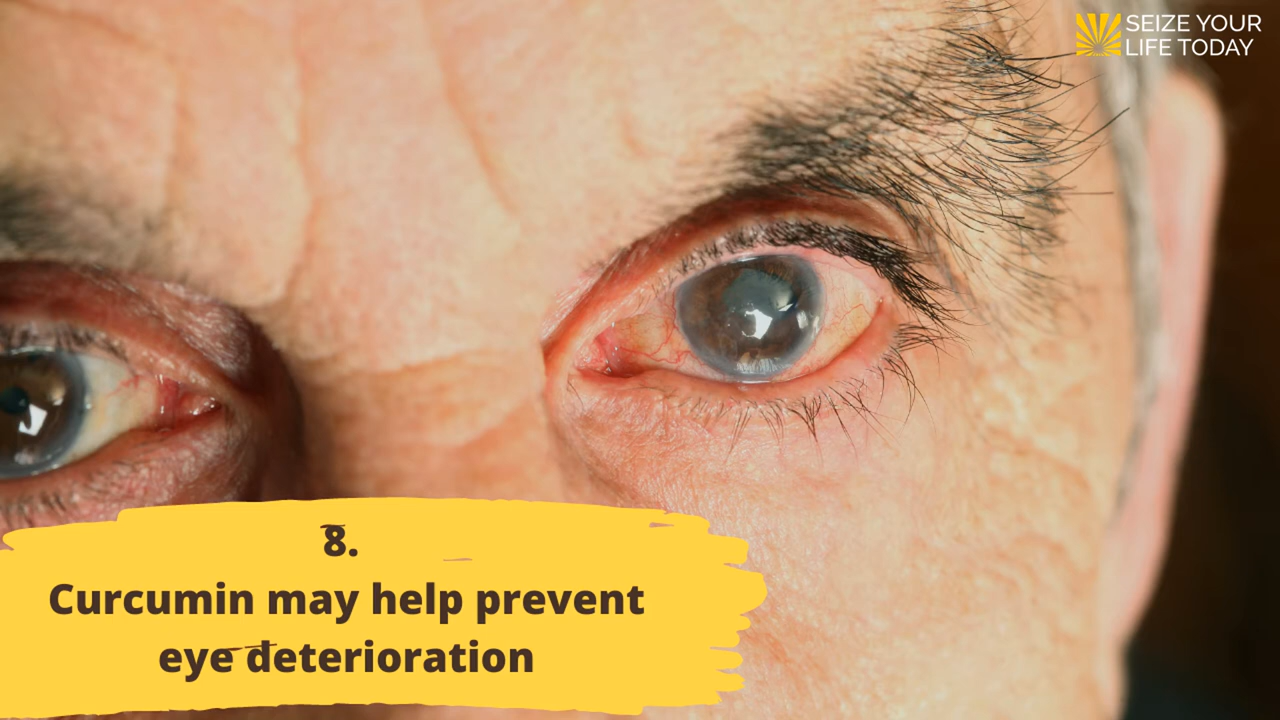 SEIZE YOUR
LIFE TODAY
8.
Curcumin may help prevent
eye deterioration